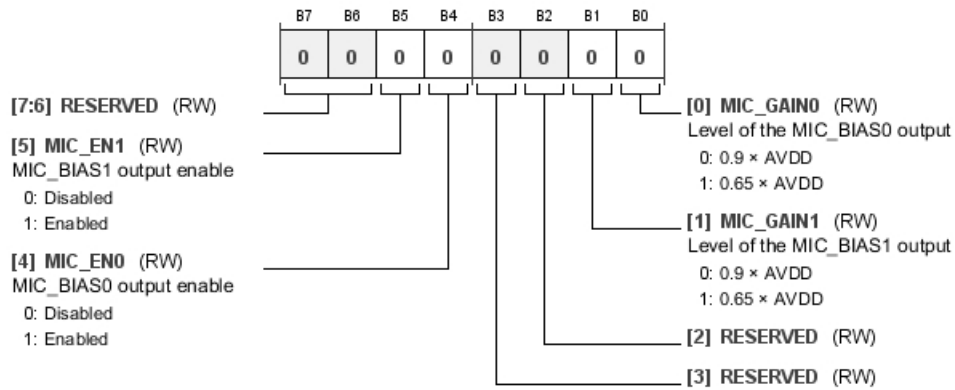 B7 B6 B5 B4 B3 B2 B1 B0
0 0 0 0 0 0 0 0
[7:6] RESERVED (RW)
[5] MIC_EN1 (RW)
MIC_BIAS1 output enable
0: Disabled
1: Enabled
[4] MIC_EN0 (RW)
MIC_BIAS0 output enable
0: Disabled
1: Enabled
[0] MIC_GAIN0 (RW)
Level of the MIC_BIAS0 output
0: 0.9 × AVDD
1: 0.65 × AVDD
[1] MIC_GAIN1 (RW)
Level of the MIC_BIAS1 output
0: 0.9 × AVDD
1: 0.65 × AVDD
[2] RESERVED (RW)
[3] RESERVED (RW)